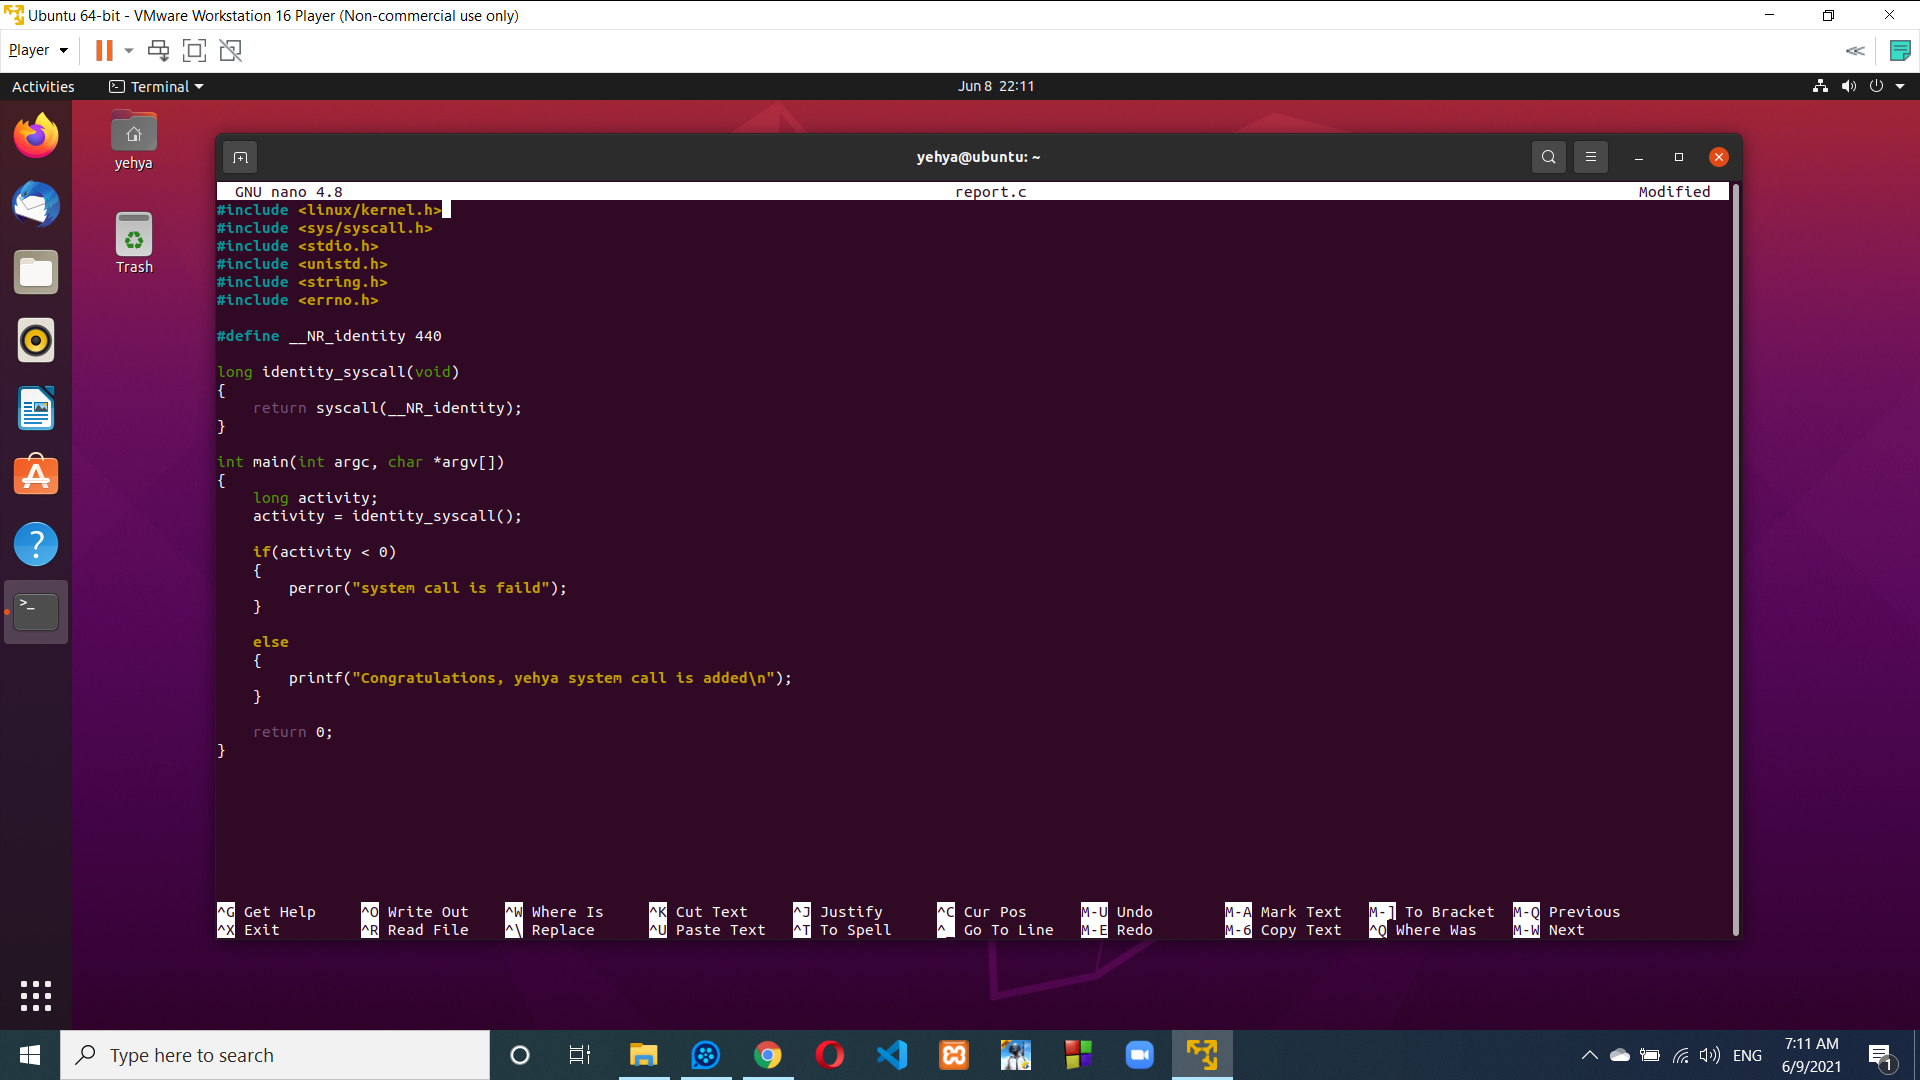 Ubuntu 64-bit - VMware Workstation 16 Player (Non-commercial use only)
Player
Activities
Terminal
Jun 8 22:11
yehya
Trash
yehya@ubuntu: ~
GNU nano 4.8 report.c Modified
#include <linux/kernel.h>
#include <sys/syscall.h>
#include <stdio.h>
#include <unistd.h>
#include <string.h>
#include <errno.h>
#define __NR_identity 440
long identity_syscall(void)
{
    return syscall(__NR_identity);
}
int main(int argc, char *argv[])
{
    long activity;
    activity = identity_syscall();
    if(activity < 0)
    {
        perror("system call is faild");
    }
    else
    {
        printf("Congratulations, yehya system call is added\n");
    }
    return 0;
}
^G Get Help ^O Write Out ^W Where Is ^K Cut Text ^J Justify ^C Cur Pos M-U Undo M-A Mark Text M-] To Bracket M-Q Previous
^X Exit ^R Read File ^\ Replace ^U Paste Text ^T To Spell ^_ Go To Line M-E Redo M-6 Copy Text ^Q Where Was M-W Next
Type here to search
ENG
7:11 AM
6/9/2021
1